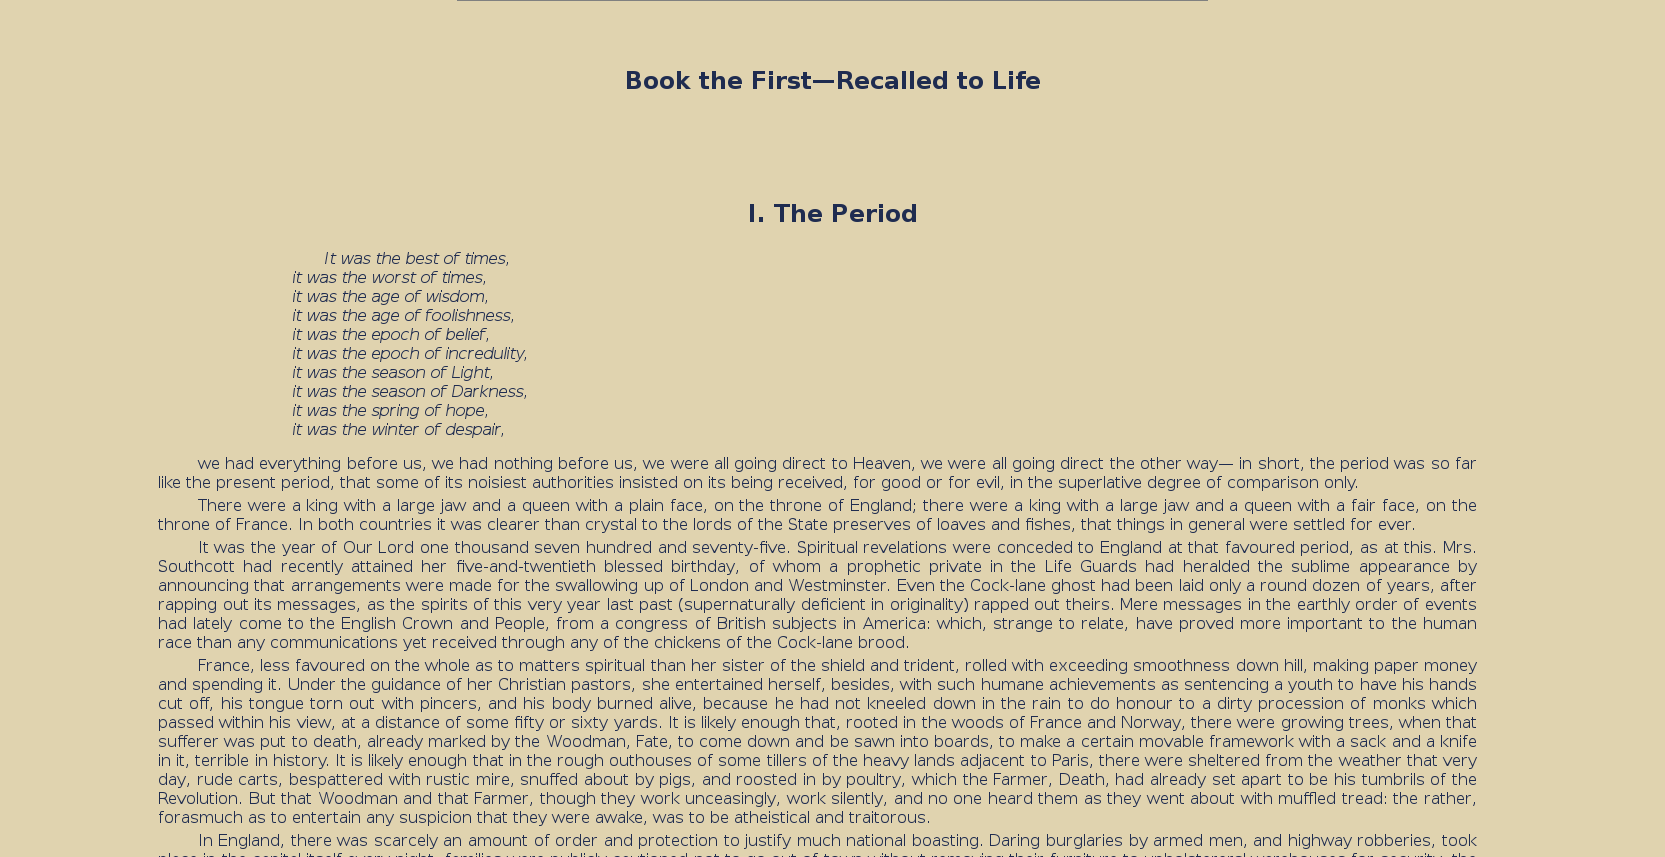 Book the First—Recalled to Life
I. The Period
It was the best of times,
it was the worst of times,
it was the age of wisdom,
it was the age of foolishness,
it was the epoch of belief,
it was the epoch of incredulity,
it was the season of Light,
it was the season of Darkness,
it was the spring of hope,
it was the winter of despair,
we had everything before us, we had nothing before us, we were all going direct to Heaven, we were all going direct the other way— in short, the period was so far
like the present period, that some of its noisiest authorities insisted on its being received, for good or for evil, in the superlative degree of comparison only.
There were a king with a large jaw and a queen with a plain face, on the throne of England; there were a king with a large jaw and a queen with a fair face, on the
throne of France. In both countries it was clearer than crystal to the lords of the State preserves of loaves and fishes, that things in general were settled for ever.
It was the year of Our Lord one thousand seven hundred and seventy-five. Spiritual revelations were conceded to England at that favoured period, as at this. Mrs.
Southcott had recently attained her five-and-twentieth blessed birthday, of whom a prophetic private in the Life Guards had heralded the sublime appearance by
announcing that arrangements were made for the swallowing up of London and Westminster. Even the Cock-lane ghost had been laid only a round dozen of years, after
rapping out its messages, as the spirits of this very year last past (supernaturally deficient in originality) rapped out theirs. Mere messages in the earthly order of events
had lately come to the English Crown and People, from a congress of British subjects in America: which, strange to relate, have proved more important to the human
race than any communications yet received through any of the chickens of the Cock-lane brood.
France, less favoured on the whole as to matters spiritual than her sister of the shield and trident, rolled with exceeding smoothness down hill, making paper money
and spending it. Under the guidance of her Christian pastors, she entertained herself, besides, with such humane achievements as sentencing a youth to have his hands
cut off, his tongue torn out with pincers, and his body burned alive, because he had not kneeled down in the rain to do honour to a dirty procession of monks which
passed within his view, at a distance of some fifty or sixty yards. It is likely enough that, rooted in the woods of France and Norway, there were growing trees, when that
sufferer was put to death, already marked by the Woodman, Fate, to come down and be sawn into boards, to make a certain movable framework with a sack and a knife
in it, terrible in history. It is likely enough that in the rough outhouses of some tillers of the heavy lands adjacent to Paris, there were sheltered from the weather that very
day, rude carts, bespattered with rustic mire, snuffed about by pigs, and roosted in by poultry, which the Farmer, Death, had already set apart to be his tumbrils of the
Revolution. But that Woodman and that Farmer, though they work unceasingly, work silently, and no one heard them as they went about with muffled tread: the rather,
forasmuch as to entertain any suspicion that they were awake, was to be atheistical and traitorous.
In England, there was scarcely an amount of order and protection to justify much national boasting. Daring burglaries by armed men, and highway robberies, took